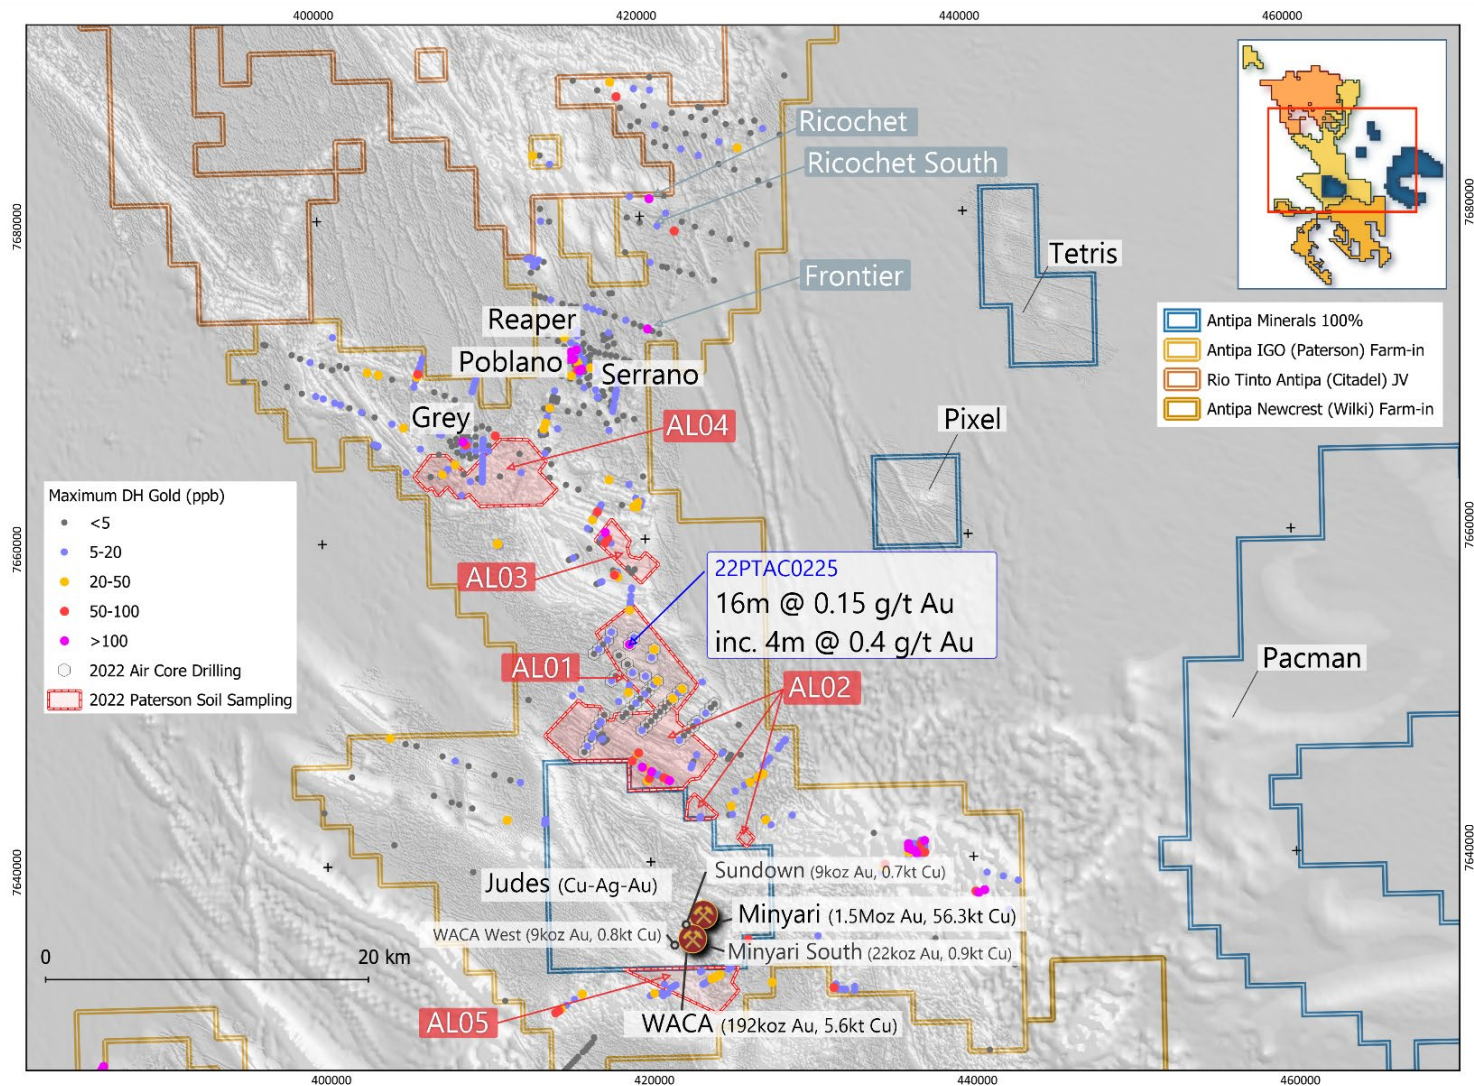 400000
420000
440000
460000
7680000
7680000
Ricochet
Ricochet South
Tetris
Frontier
Reaper
Poblano
Serrano
Grey
AL04
Antipa Minerals 100%
Antipa IGO (Paterson) Farm-in
Rio Tinto Antipa (Citadel) JV
Antipa Newcrest (Wilki) Farm-in
Pixel
Maximum DH Gold (ppb)
<5
5-20
20-50
50-100
>100
2022 Air Core Drilling
2022 Paterson Soil Sampling
7660000
7660000
AL03
22PTAC0225
16m @ 0.15 g/t Au
inc. 4m @ 0.4 g/t Au
AL01
AL02
Pacman
7640000
7640000
Judes (Cu-Ag-Au)
Sundown (9koz Au, 0.7kt Cu)
Minyari (1.5Moz Au, 56.3kt Cu)
WACA West (9koz Au, 0.8kt Cu)
Minyari South (22koz Au, 0.9kt Cu)
0
20 km
AL05
WACA (192koz Au, 5.6kt Cu)
400000
420000
440000
460000